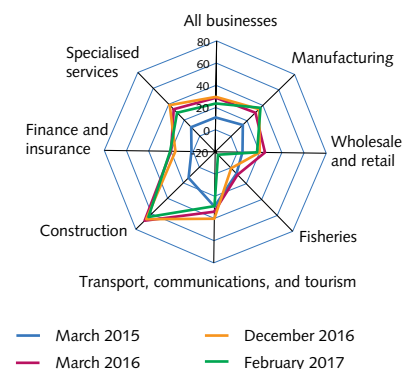 All businesses
80
60
40
20
0
-20
Manufacturing
Wholesale
and retail
Fisheries
Transport, communications, and tourism
Construction
Finance and
insurance
Specialised
services
March 2015
December 2016
March 2016
February 2017